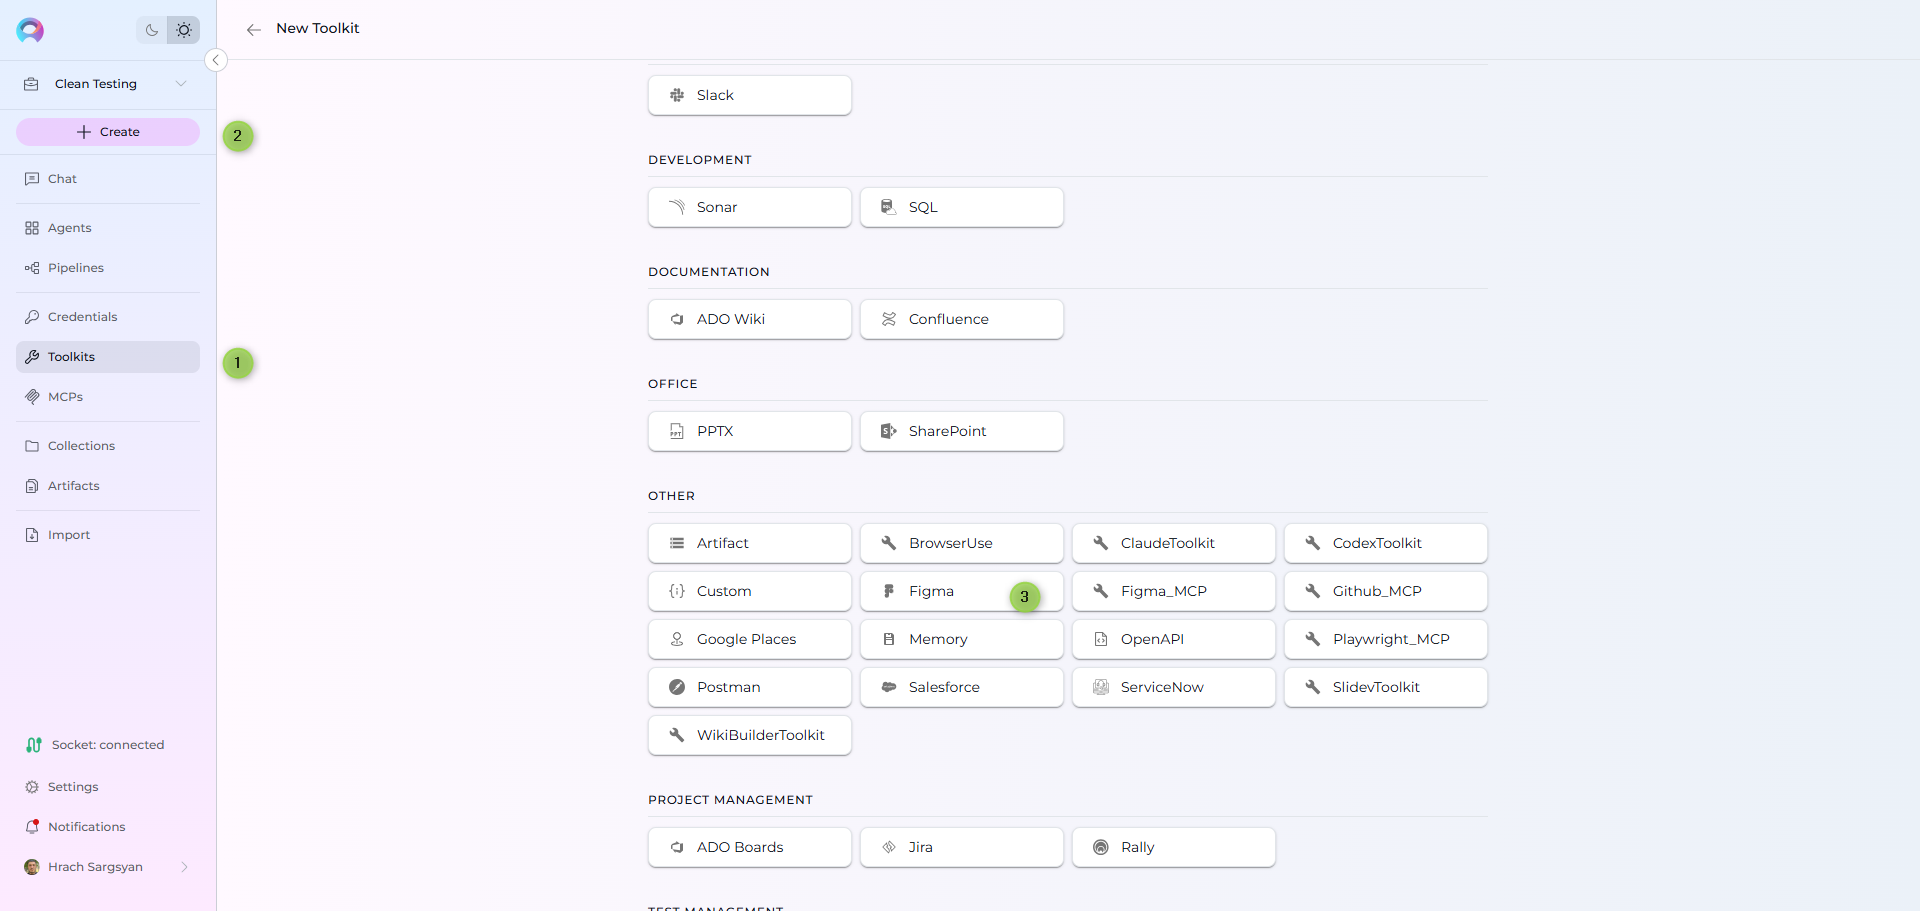 New Toolkit
Clean Testing
Create
2
Chat
Agents
Pipelines
Credentials
Toolkits
1
MCPs
Collections
Artifacts
Import
Socket: connected
Settings
Notifications
Hrach Sargsyan
Slack
DEVELOPMENT
Sonar
SQL
DOCUMENTATION
ADO Wiki
Confluence
OFFICE
PPTX
SharePoint
OTHER
Artifact
BrowserUse
ClaudeToolkit
CodexToolkit
Custom
Figma
3
Figma_MCP
Github_MCP
Google Places
Memory
OpenAPI
Playwright_MCP
Postman
Salesforce
ServiceNow
SlidevToolkit
WikiBuilderToolkit
PROJECT MANAGEMENT
ADO Boards
Jira
Rally
TEST MANAGEMENT